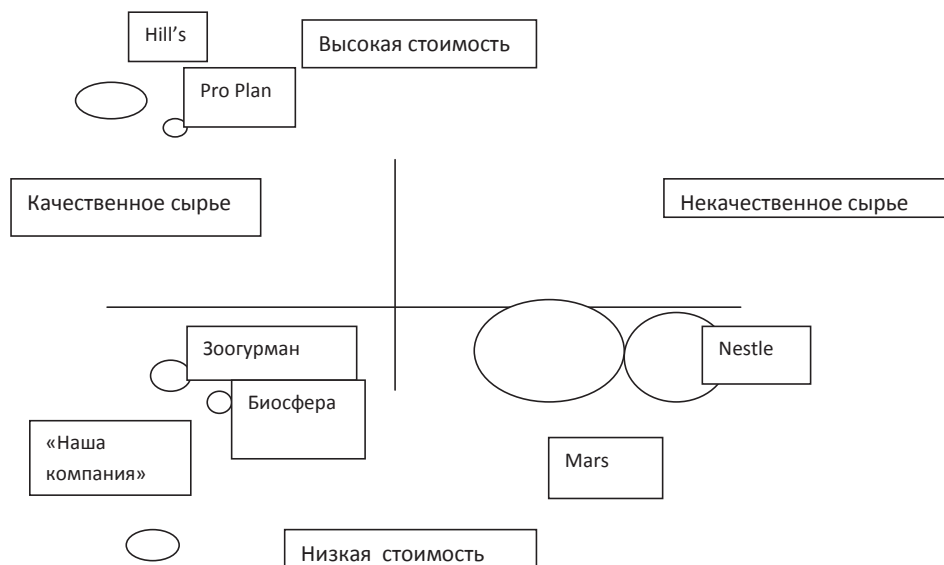 Hill's
Высокая стоимость
Pro Plan
Качественное сырье
Некачественное сырье
Зоогурман
Nestle
Биосфера
«Наша
компания»
Mars
Низкая стоимость